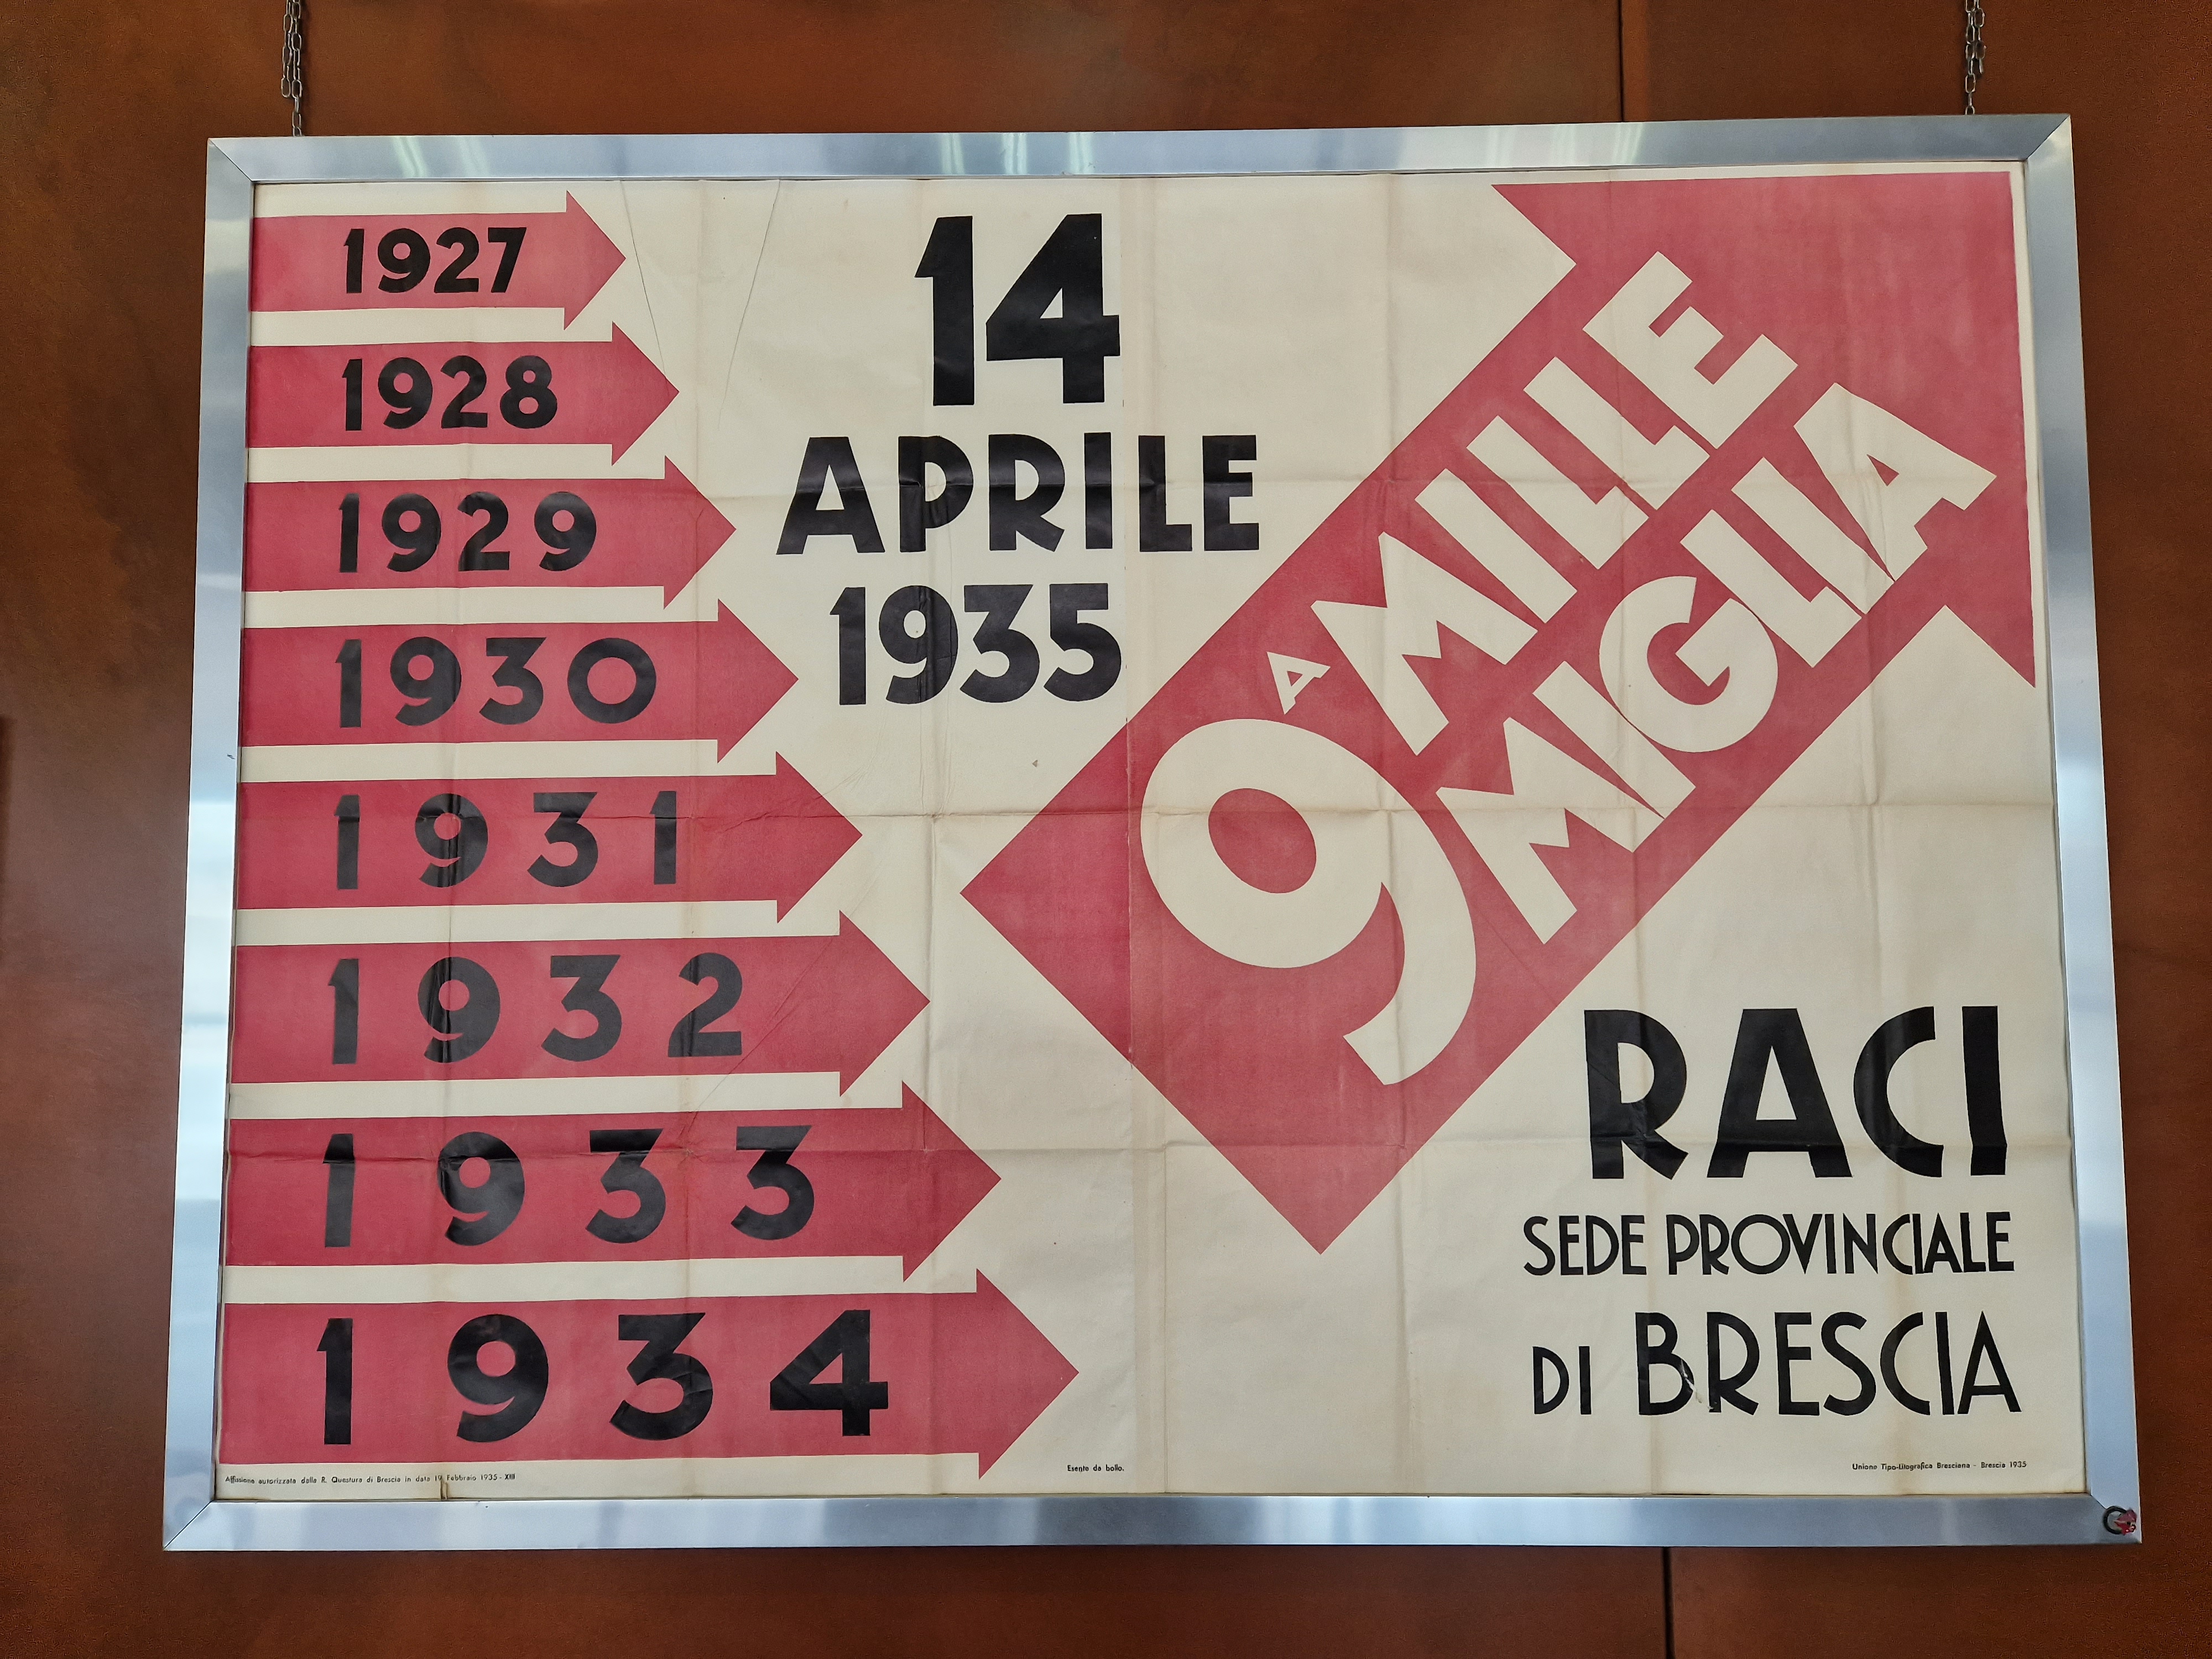 1927
1928
1929
1930
1931
1932
1933
1934
14
APRILE
1935
9A MILLE
MIGLIA
RACI
SEDE PROVINCIALE
DI BRESCIA
Affissione autorizzata dalla R. Questura di Brescia in data 19 Febbraio 1935 - XIII
Esente da bollo.
Unione Tipo-Litografica Bresciana - Brescia 1935